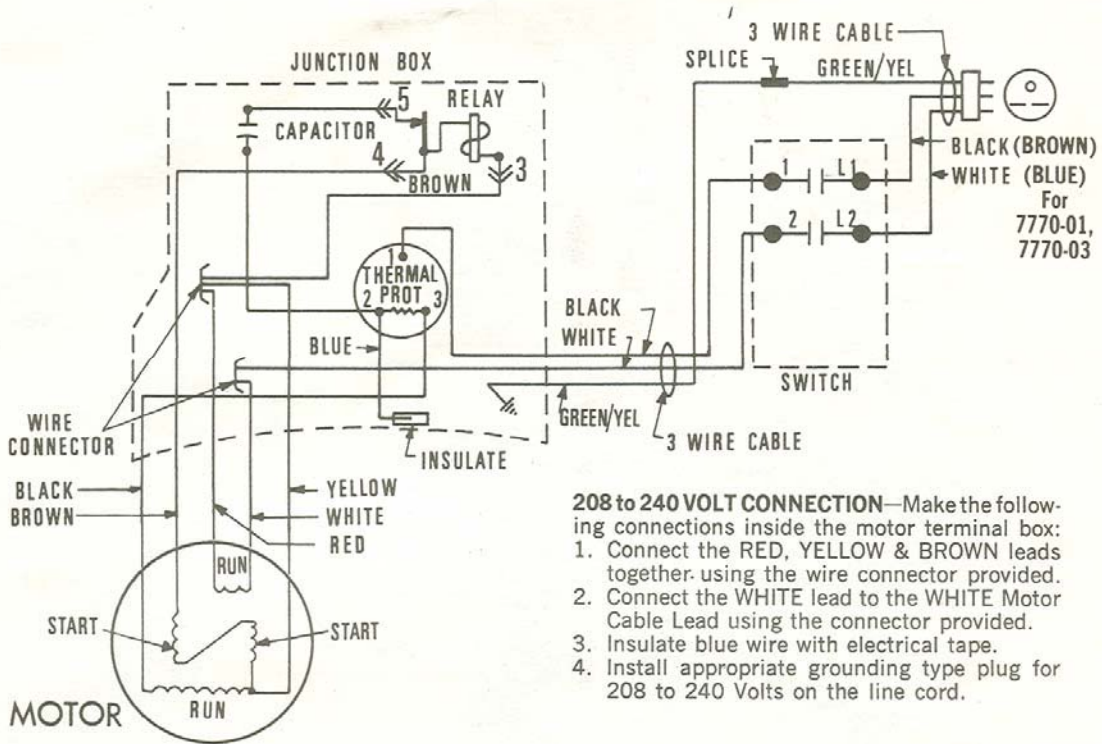 3 WIRE CABLE
SPLICE
GREEN/YEL
JUNCTION BOX
5
RELAY
CAPACITOR
4
BROWN
3
BLACK (BROWN)
WHITE (BLUE)
For
7770-01,
7770-03
1
L1
2
L2
SWITCH
1
THERMAL
PROT
2
3
BLUE
BLACK
WHITE
GREEN/YEL
3 WIRE CABLE
WIRE
CONNECTOR
INSULATE
BLACK
BROWN
YELLOW
WHITE
RED
RUN
START
START
RUN
MOTOR
208 to 240 VOLT CONNECTION—Make the follow-
ing connections inside the motor terminal box:
1. Connect the RED, YELLOW & BROWN leads
together using the wire connector provided.
2. Connect the WHITE lead to the WHITE Motor
Cable Lead using the connector provided.
3. Insulate blue wire with electrical tape.
4. Install appropriate grounding type plug for
208 to 240 Volts on the line cord.